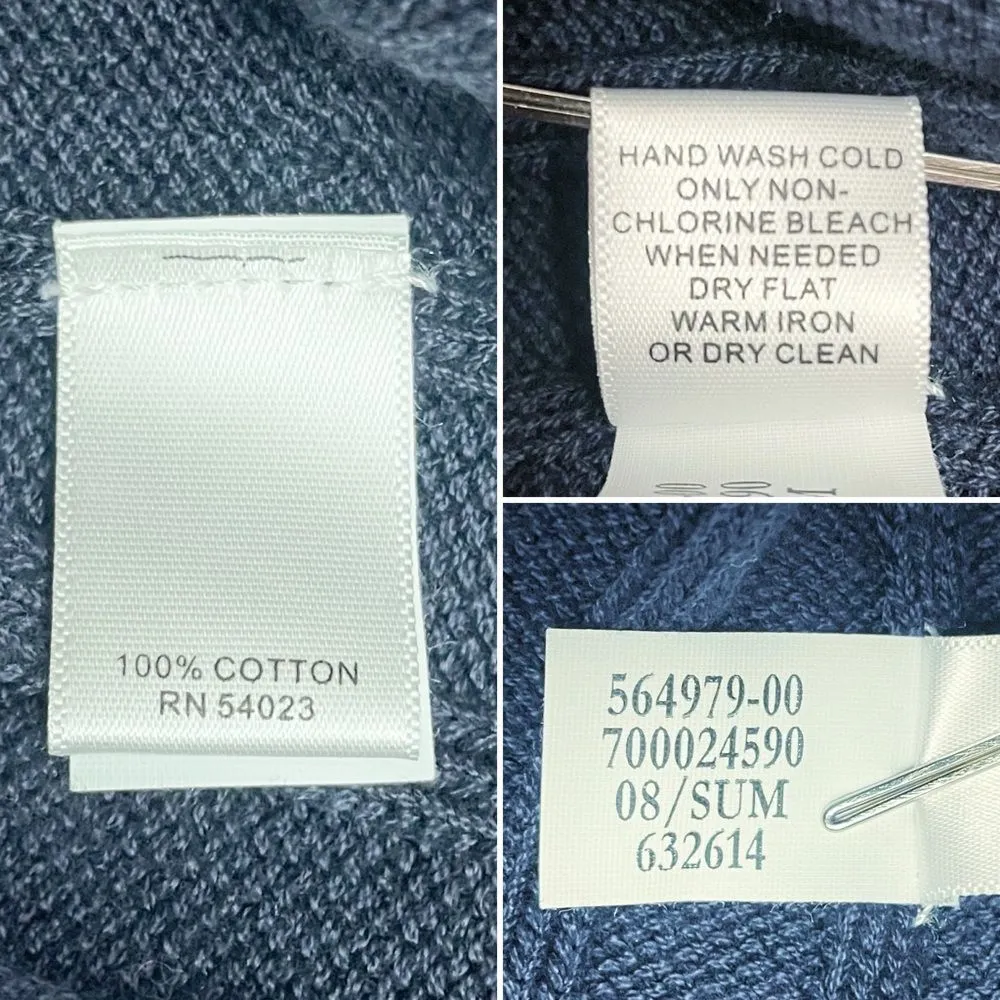 100% COTTON
RN 54023
HAND WASH COLD
ONLY NON-
CHLORINE BLEACH
WHEN NEEDED
DRY FLAT
WARM IRON
OR DRY CLEAN
564979-00
700024590
08/SUM
632614